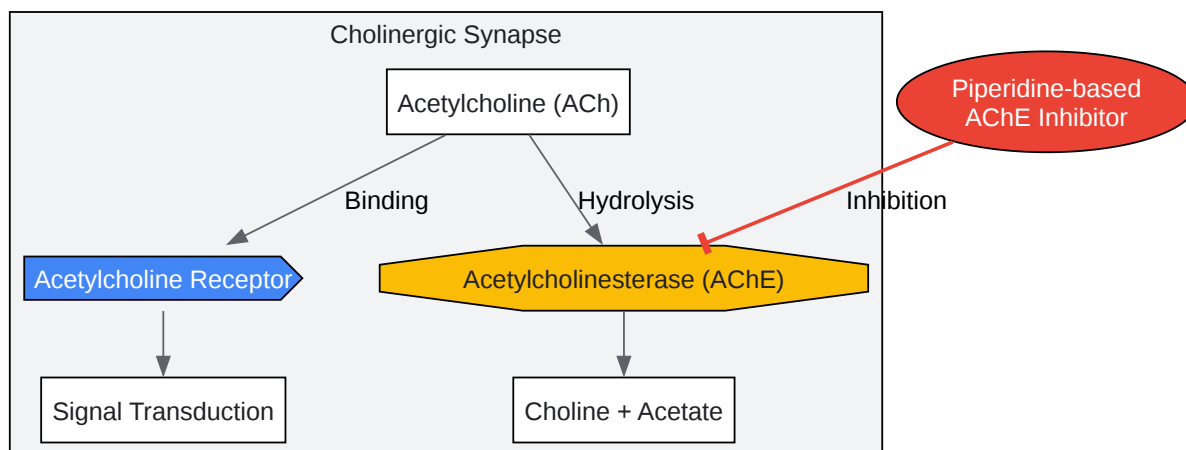 Cholinergic Synapse
Acetylcholine (ACh)
Piperidine-based
AChE Inhibitor
Binding
Hydrolysis
Inhibition
Acetylcholine Receptor
Acetylcholinesterase (AChE)
Signal Transduction
Choline + Acetate